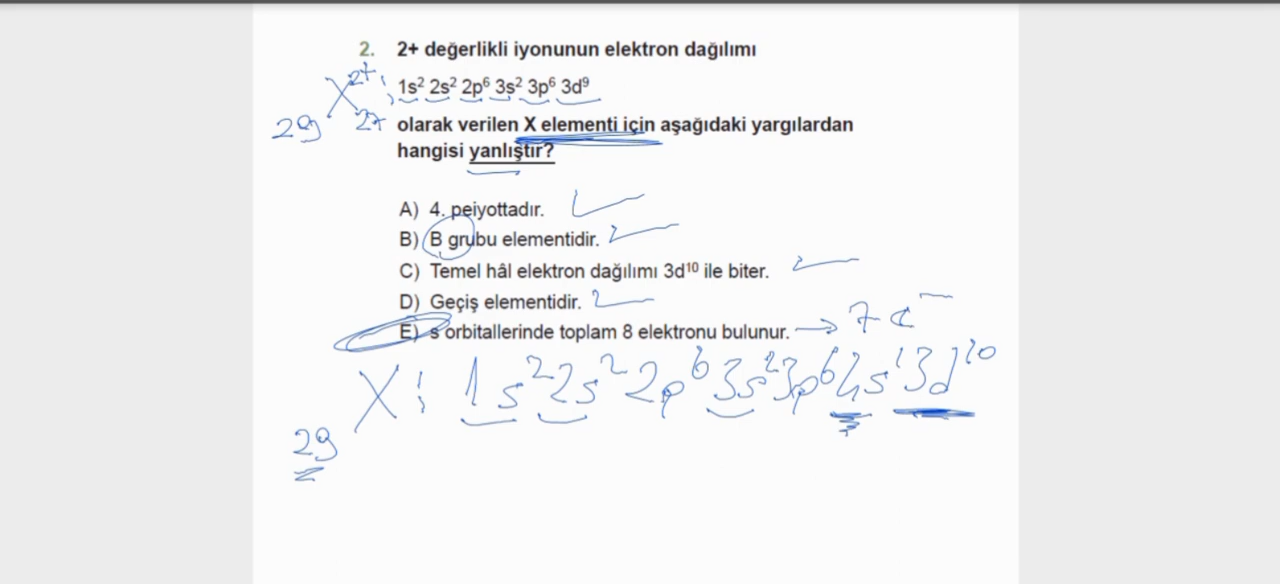 2. 2+ değerlikli iyonunun elektron dağılımı
X²⁺: 1s² 2s² 2p⁶ 3s² 3p⁶ 3d⁹
29 27 olarak verilen X elementi için aşağıdaki yargılardan
hangisi yanlıştır?
A) 4. peiyottadır.
B) B grubu elementidir.
C) Temel hâl elektron dağılımı 3d¹⁰ ile biter.
D) Geçiş elementidir.
E) s orbitallerinde toplam 8 elektronu bulunur. → 7 e⁻
X: 1s² 2s² 2p⁶ 3s² 3p⁶ 4s¹ 3d¹⁰
29